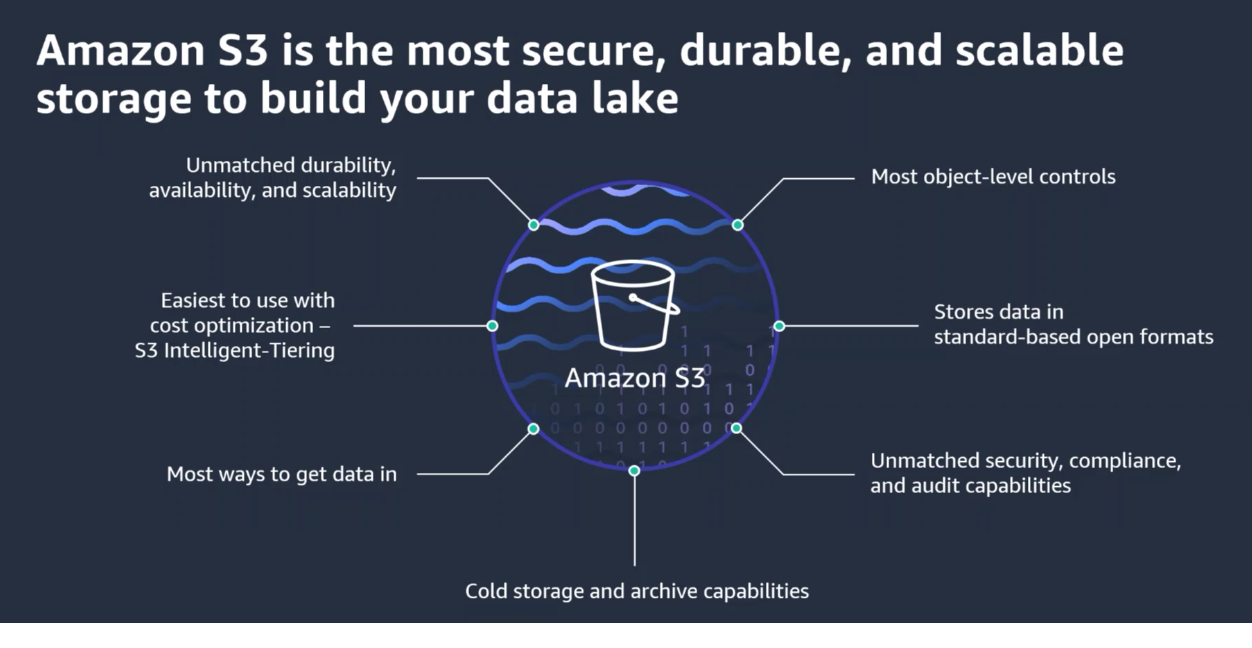 Amazon S3 is the most secure, durable, and scalable
storage to build your data lake
Unmatched durability,
availability, and scalability
Most object-level controls
Easiest to use with
cost optimization –
S3 Intelligent-Tiering
Stores data in
standard-based open formats
Amazon S3
Most ways to get data in
Unmatched security, compliance,
and audit capabilities
Cold storage and archive capabilities